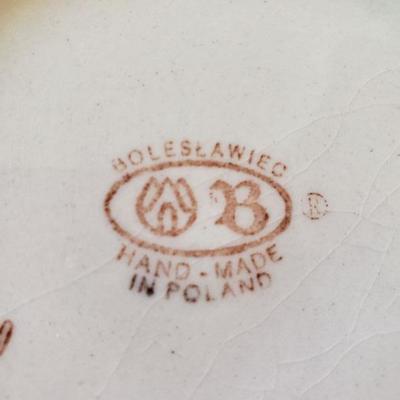 BOLESŁAWIEC
B
®
HAND-MADE
IN POLAND